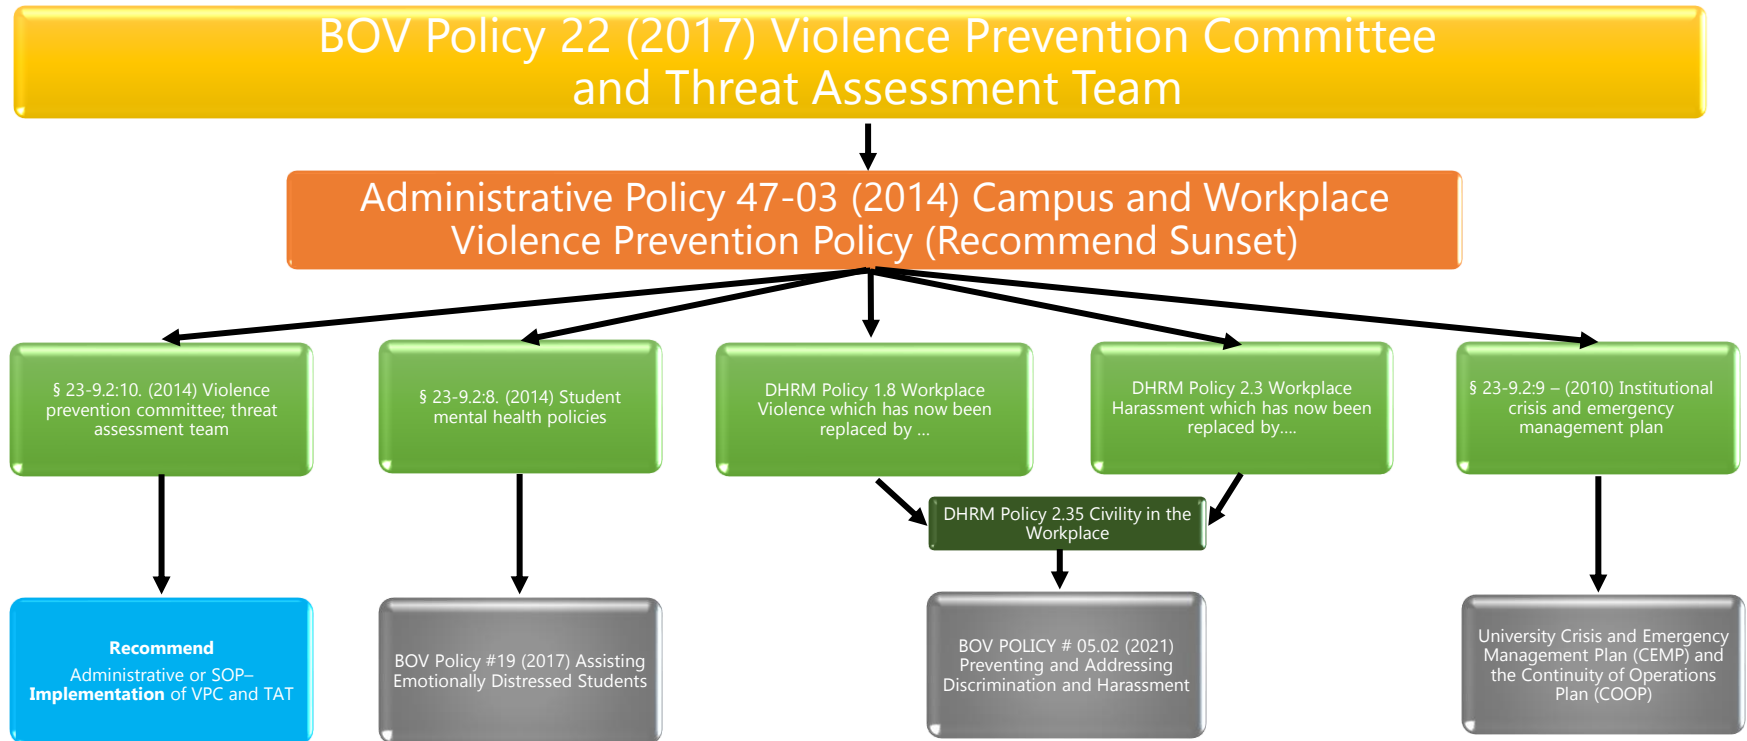 BOV Policy 22 (2017) Violence Prevention Committee
and Threat Assessment Team
Administrative Policy 47-03 (2014) Campus and Workplace
Violence Prevention Policy (Recommend Sunset)
§ 23-9.2:10. (2014) Violence
prevention committee; threat
assessment team
§ 23-9.2:8. (2014) Student
mental health policies
DHRM Policy 1.8 Workplace
Violence which has now been
replaced by ...
DHRM Policy 2.3 Workplace
Harassment which has now been
replaced by....
§ 23-9.2:9 – (2010) Institutional
crisis and emergency
management plan
DHRM Policy 2.35 Civility in the
Workplace
Recommend
Administrative or SOP–
Implementation of VPC and TAT
BOV Policy #19 (2017) Assisting
Emotionally Distressed Students
BOV POLICY # 05.02 (2021)
Preventing and Addressing
Discrimination and Harassment
University Crisis and Emergency
Management Plan (CEMP) and
the Continuity of Operations
Plan (COOP)